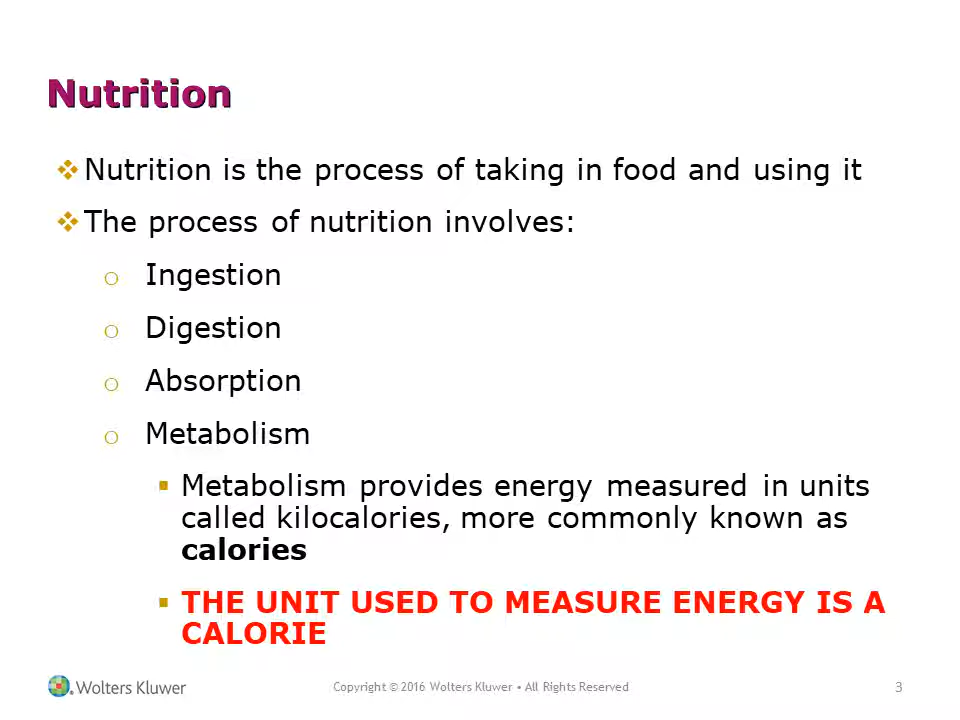 Nutrition
❖Nutrition is the process of taking in food and using it
❖The process of nutrition involves:
o Ingestion
o Digestion
o Absorption
o Metabolism
▪ Metabolism provides energy measured in units
called kilocalories, more commonly known as
calories
▪ THE UNIT USED TO MEASURE ENERGY IS A
CALORIE
Wolters Kluwer
Copyright © 2016 Wolters Kluwer • All Rights Reserved
3